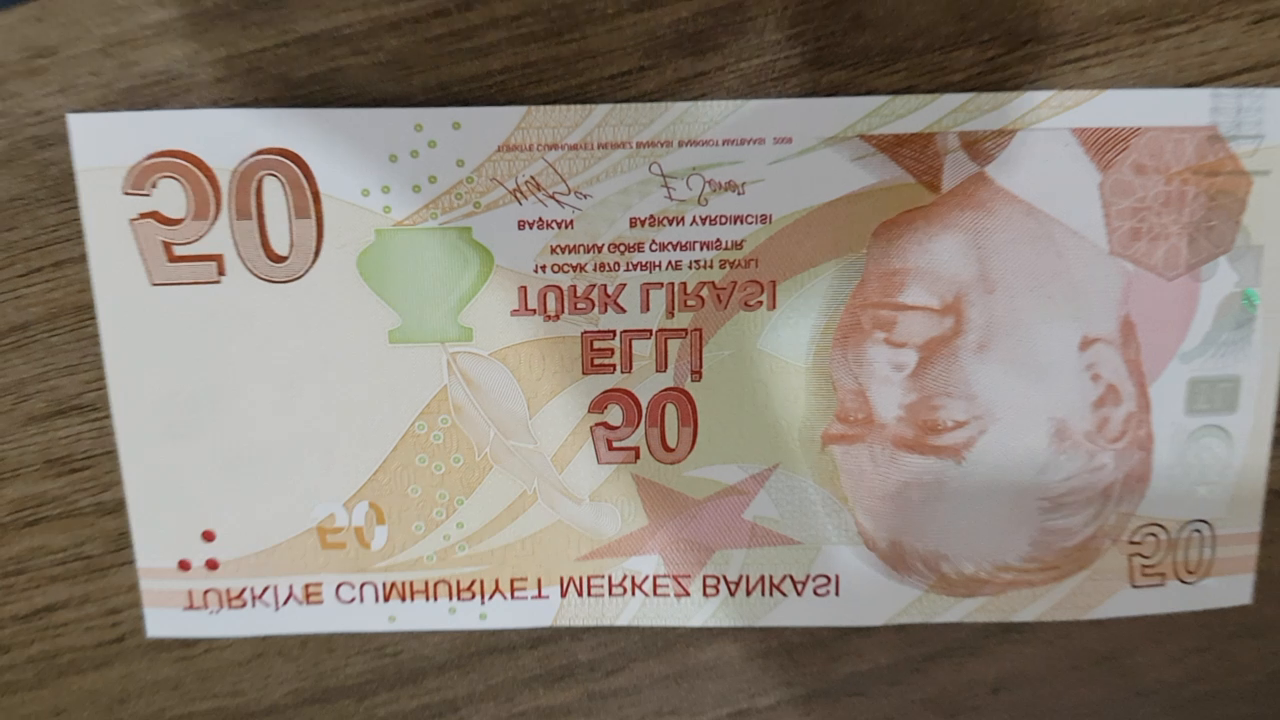 TÜRKİYE CUMHURİYET MERKEZ BANKASI
50
50
50
ELLİ
TÜRK LİRASI
14 OCAK 1970 TARİH VE 1211 SAYILI
KANUNA GÖRE ÇIKARILMIŞTIR.
BAŞKAN
BAŞKAN YARDIMCISI
50
TÜRKİYE CUMHURİYET MERKEZ BANKASI BANKNOT MATBAASI 2009